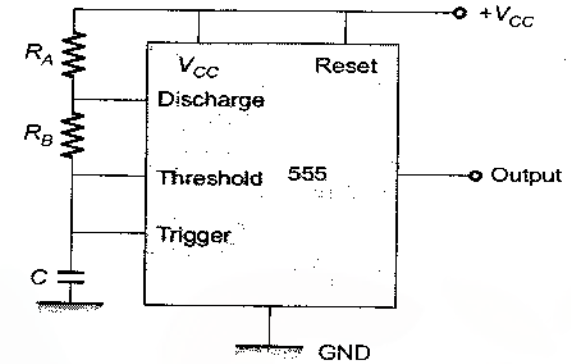 +V_CC
R_A
V_CC Reset
Discharge
R_B
Threshold 555 Output
Trigger
C
GND